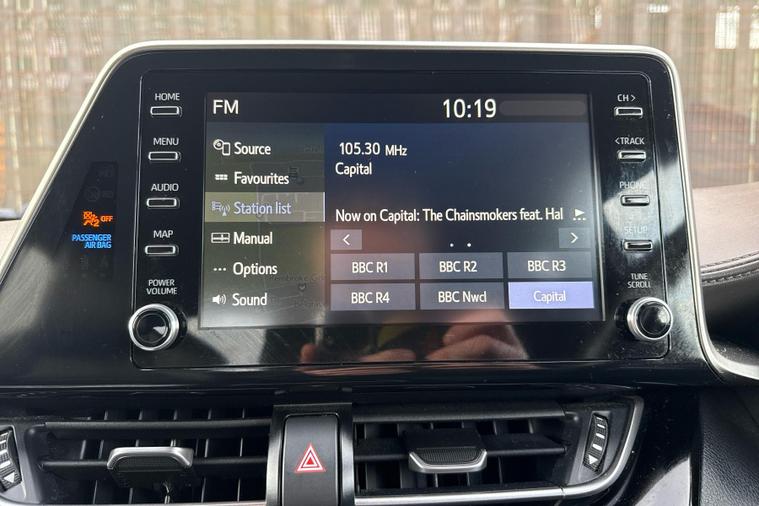 FM
10:19
HOME
MENU
AUDIO
MAP
POWER
VOLUME
OFF
PASSENGER
AIR BAG
Source
Favourites
Station list
Manual
Options
Sound
105.30 MHz
Capital
Now on Capital: The Chainsmokers feat. Hal
<
>
BBC R1
BBC R2
BBC R3
BBC R4
BBC Nwcl
Capital
CH >
< TRACK
PHONE
SETUP
TUNE
SCROLL